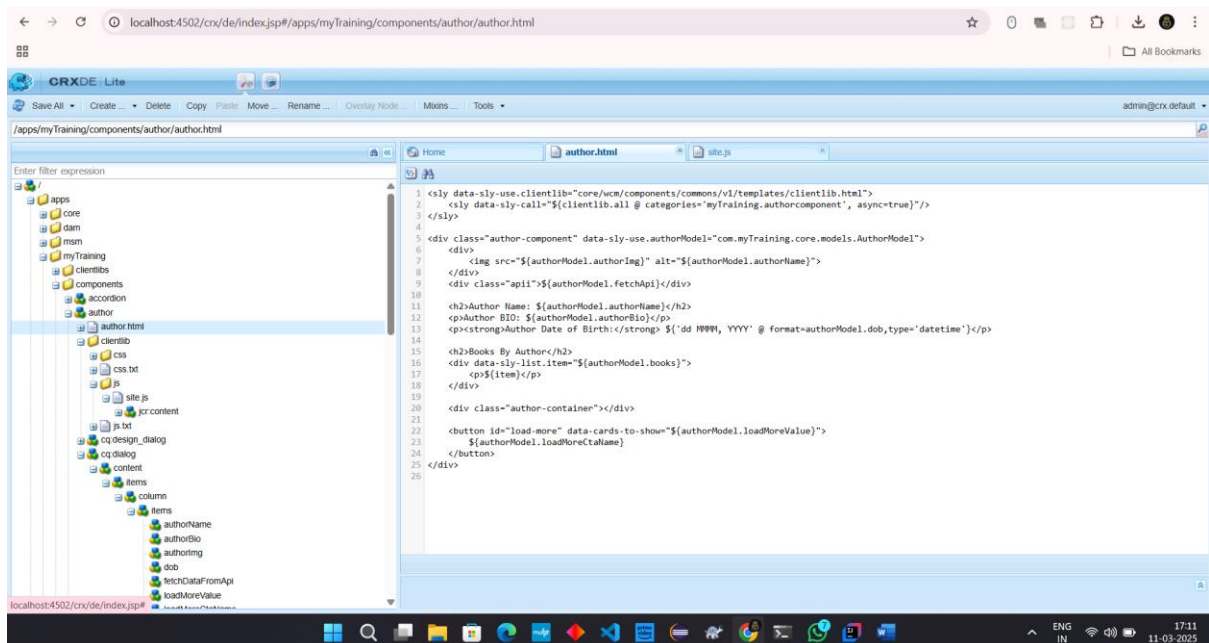 localhost:4502/crx/de/index.jsp#/apps/myTraining/components/author/author.html
All Bookmarks
CRXDE Lite
Save All Create ... Delete Copy Paste Move ... Rename ... Overlay Node ... Mixins ... Tools admin@crx.default
/apps/myTraining/components/author/author.html
Enter filter expression
/
apps
core
dam
msm
myTraining
clientlibs
components
accordion
author
author.html
clientlib
css
css.txt
js
site.js
jcr:content
js.txt
cq:design_dialog
cq:dialog
content
items
column
items
authorName
authorBio
authorImg
dob
fetchDataFromApi
loadMoreValue
loadMoreCtaName
localhost:4502/crx/de/index.jsp#
Home author.html site.js
1 <sly data-sly-use.clientlib="core/wcm/components/commons/v1/templates/clientlib.html">
2 <sly data-sly-call="${clientlib.all @ categories='myTraining.authorcomponent', async=true}"/>
3 </sly>
4
5 <div class="author-component" data-sly-use.authorModel="com.myTraining.core.models.AuthorModel">
6 <div>
7 <img src="${authorModel.authorImg}" alt="${authorModel.authorName}">
8 </div>
9 <div class="apii">${authorModel.fetchApi}</div>
10
11 <h2>Author Name: ${authorModel.authorName}</h2>
12 <p>Author BIO: ${authorModel.authorBio}</p>
13 <p><strong>Author Date of Birth:</strong> ${'dd MMMM, YYYY' @ format=authorModel.dob,type='datetime'}</p>
14
15 <h2>Books By Author</h2>
16 <div data-sly-list.item="${authorModel.books}">
17 <p>${item}</p>
18 </div>
19
20 <div class="author-container"></div>
21
22 <button id="load-more" data-cards-to-show="${authorModel.loadMoreValue}">
23 ${authorModel.loadMoreCtaName}
24 </button>
25 </div>
26
ENG
IN
17:11
11-03-2025